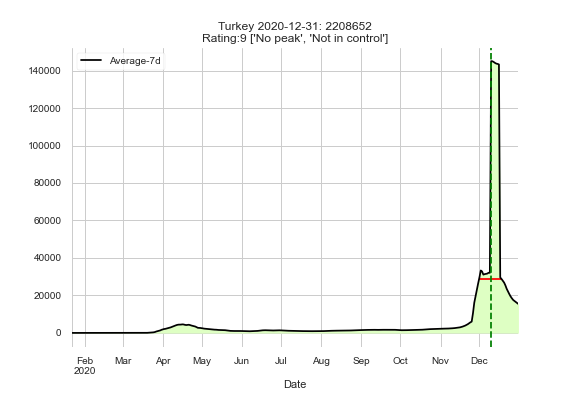 Turkey 2020-12-31: 2208652
Rating:9 ['No peak', 'Not in control']
Average-7d
140000
120000
100000
80000
60000
40000
20000
0
Feb Mar Apr May Jun Jul Aug Sep Oct Nov Dec
2020
Date